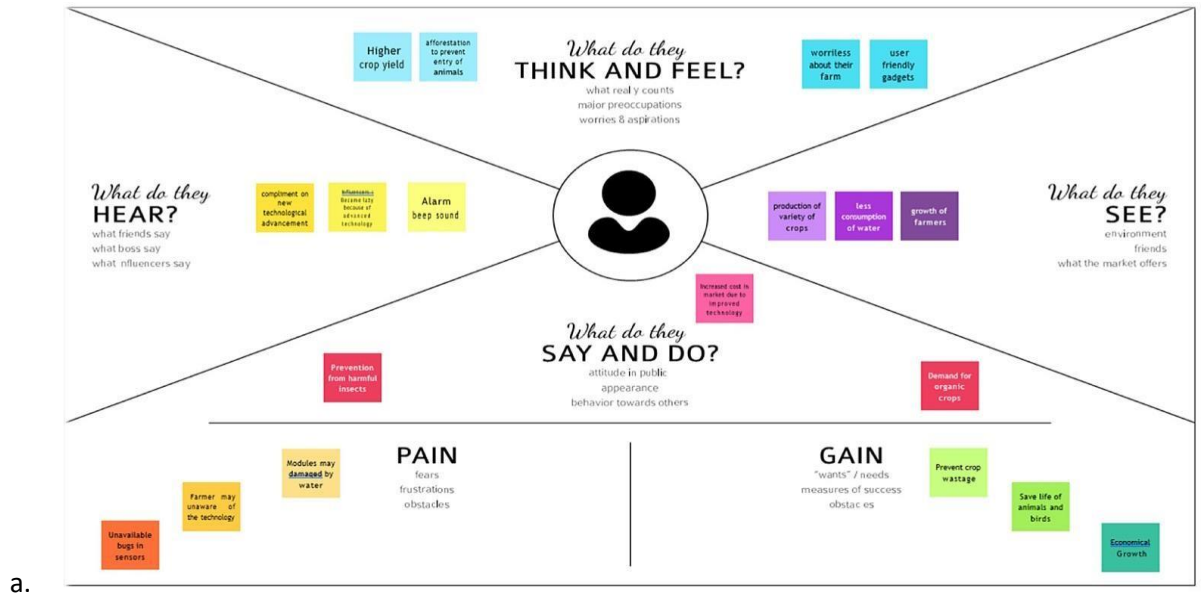 What do they
THINK AND FEEL?
what real y counts
major preoccupations
worries & aspirations
Higher
crop yield
afforestation
to prevent
entry of
animals
worriless
about their
farm
user
friendly
gadgets
What do they
HEAR?
what friends say
what boss say
what nfluencers say
compliment on
new
technological
advancement
Became lazy
because of
advanced
technology
Alarm
beep sound
production of
variety of
crops
less
consumption
of water
growth of
farmers
What do they
SEE?
environment
friends
what the market offers
Increased cost in
market due to
improved
technology
What do they
SAY AND DO?
attitude in public
appearance
behavior towards others
Prevention
from harmful
insects
Demand for
organic
crops
PAIN
fears
frustrations
obstacles
Modules may
damaged by
water
Farmer may
unaware of
the technology
Unavailable
bugs in
sensors
GAIN
"wants" / needs
measures of success
obstac es
Prevent crop
wastage
Save life of
animals and
birds
Economical
Growth
a.